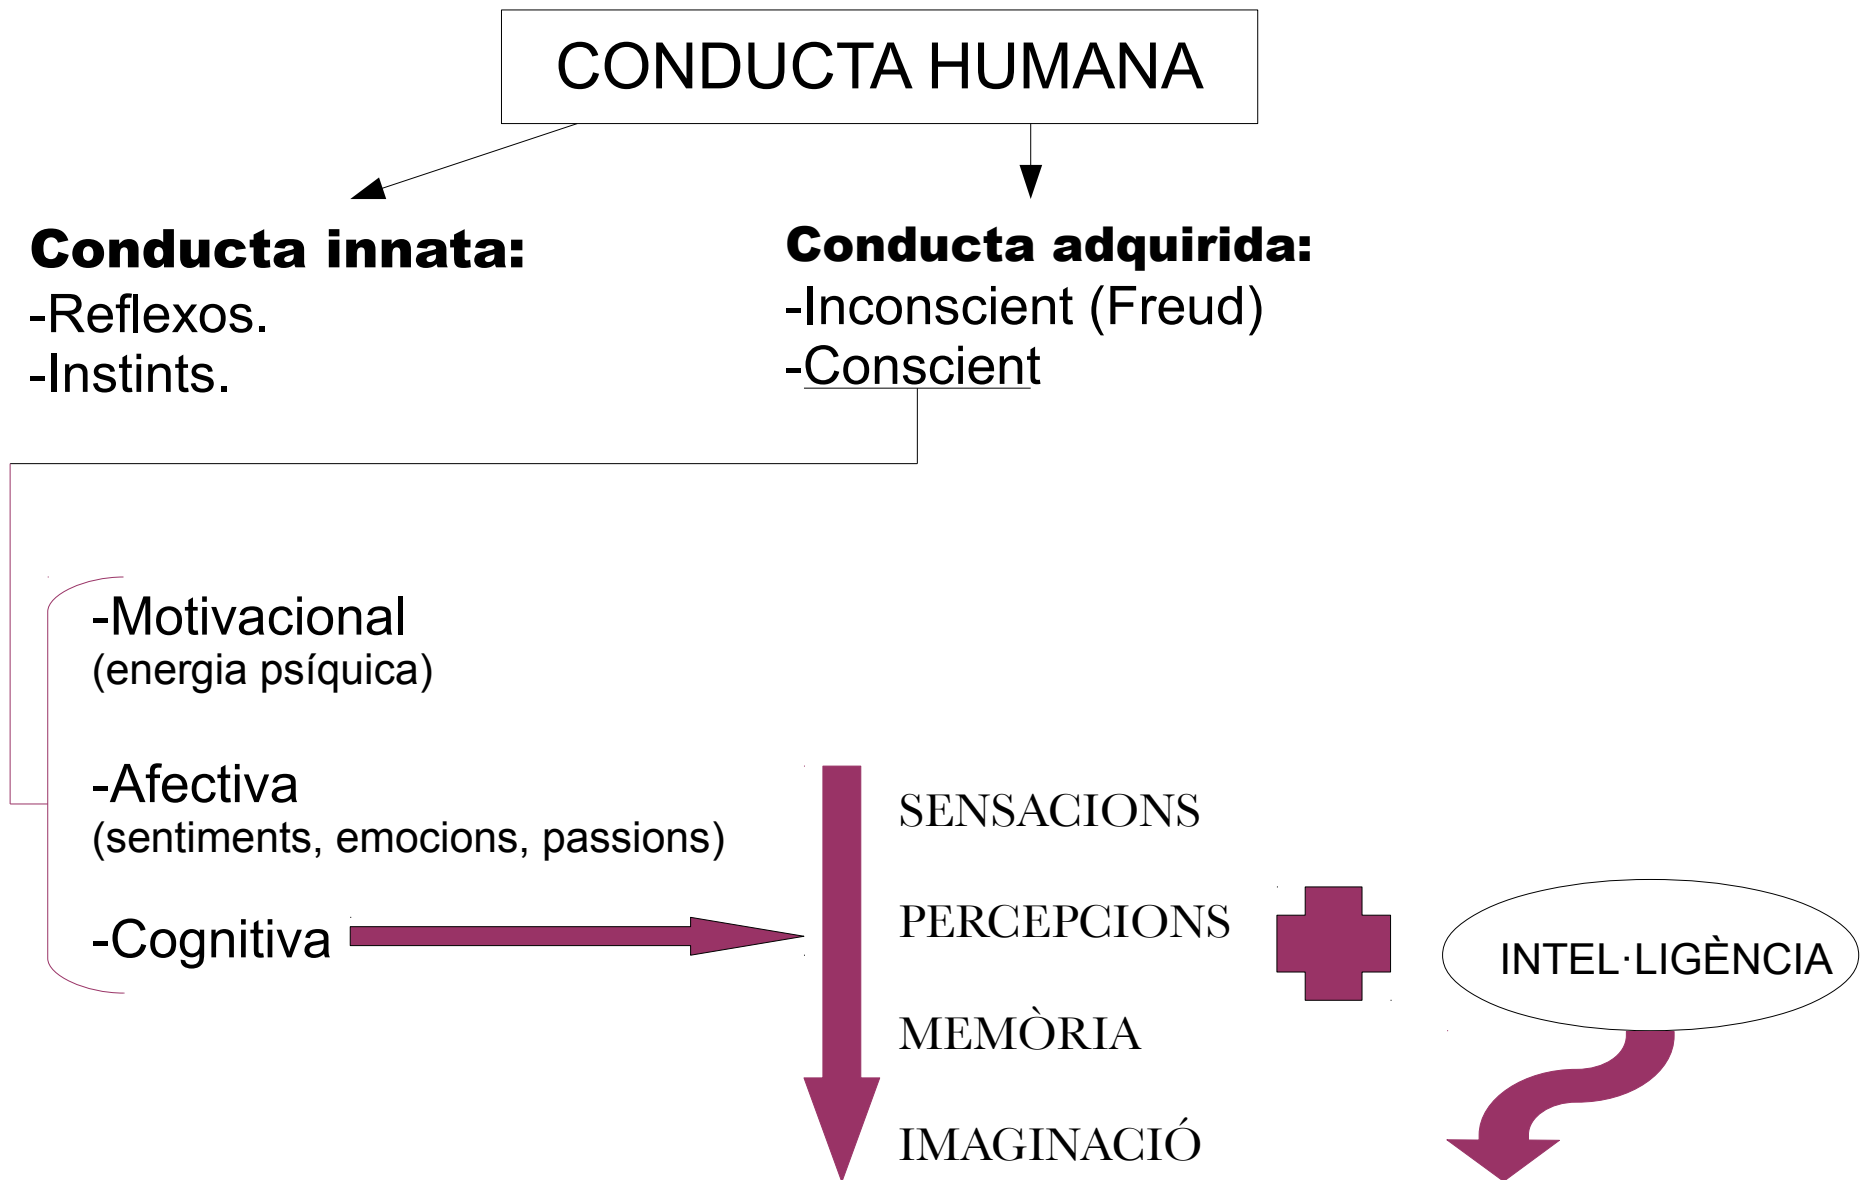 CONDUCTA HUMANA
Conducta innata:
-Reflexos.
-Instints.
Conducta adquirida:
-Inconscient (Freud)
-Conscient
-Motivacional
(energia psíquica)
-Afectiva
(sentiments, emocions, passions)
-Cognitiva
SENSACIONS
PERCEPCIONS
MEMÒRIA
IMAGINACIÓ
INTEL·LIGÈNCIA